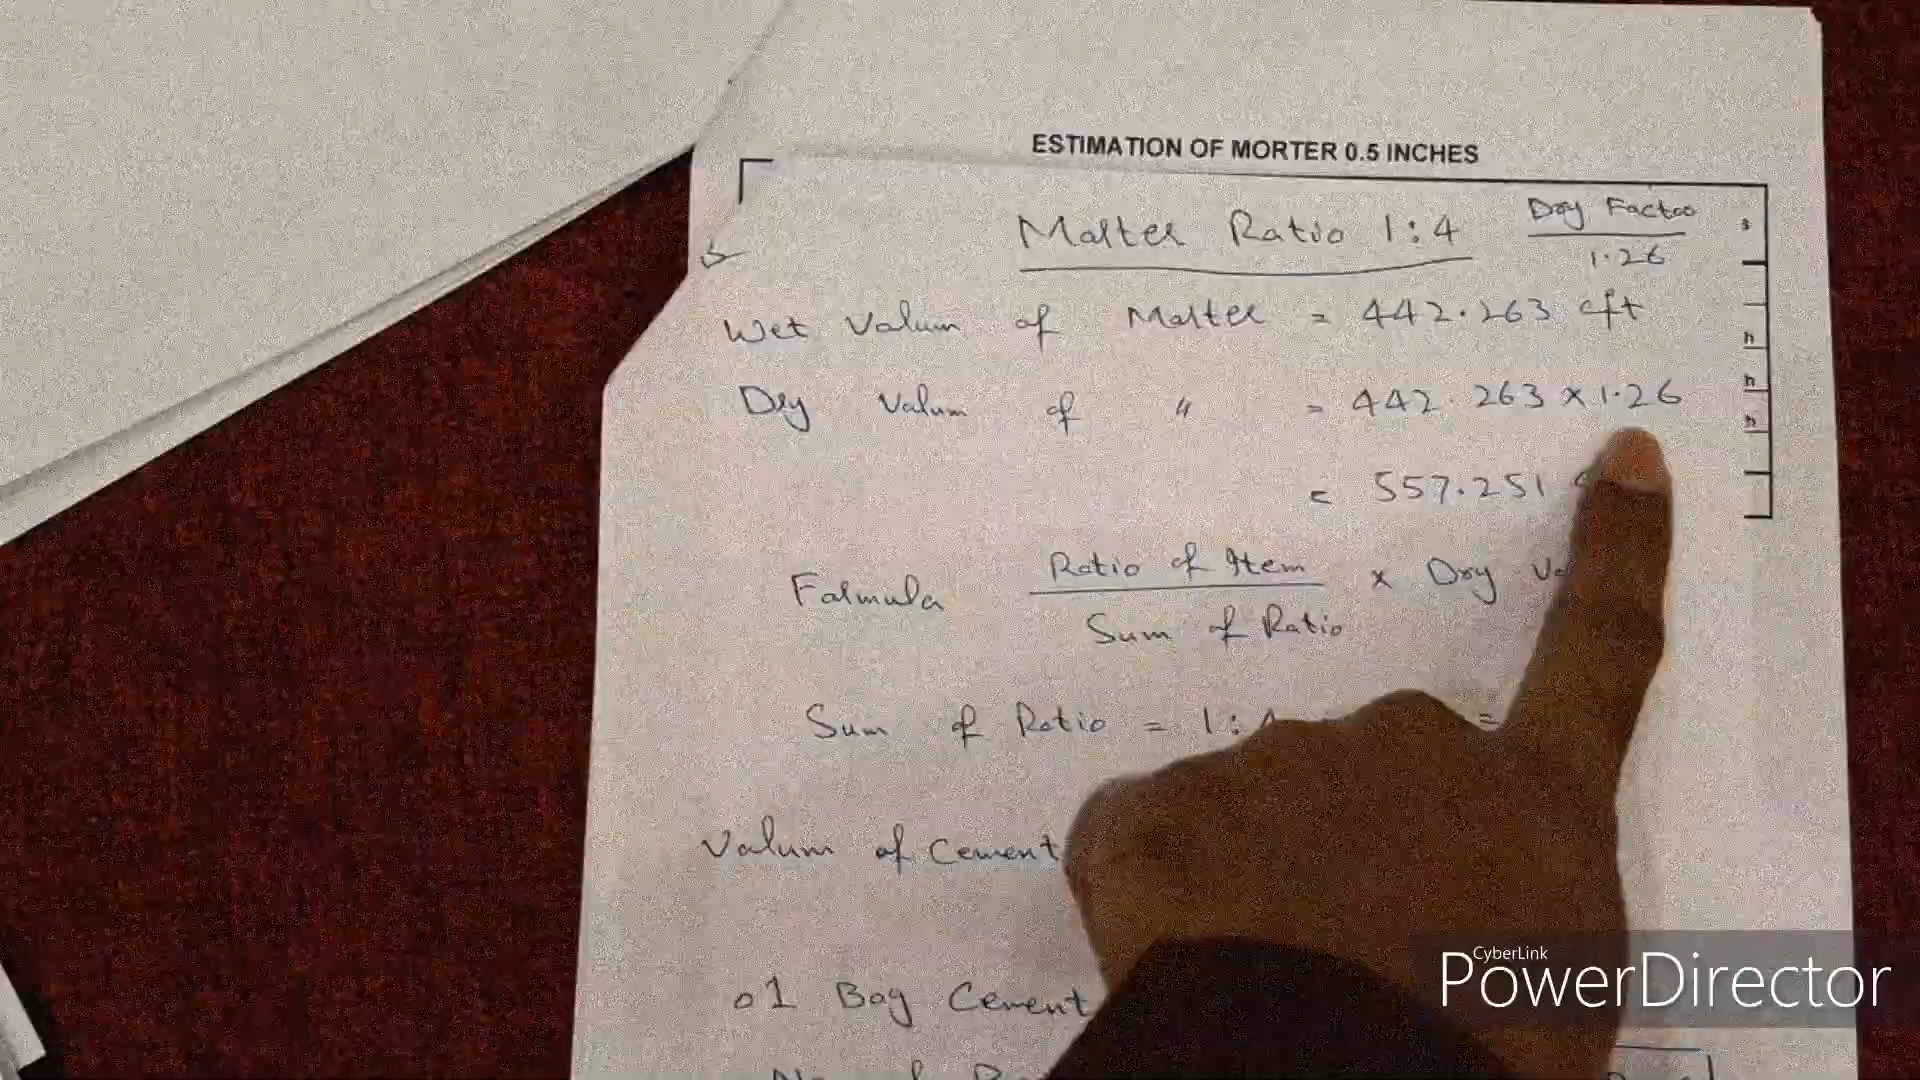 ESTIMATION OF MORTER 0.5 INCHES
Malter Ratio 1:4
Dry Factor
1.26
Wet Valum of Malter = 442.263 cft
Dry Valum of " = 442.263 x 1.26
= 557.251
Falmula Ratio of Item x Dry
Sum of Ratio
Sum of Ratio = 1:4 =
Valum of Cement
01 Bag Cement
CyberLink
PowerDirector